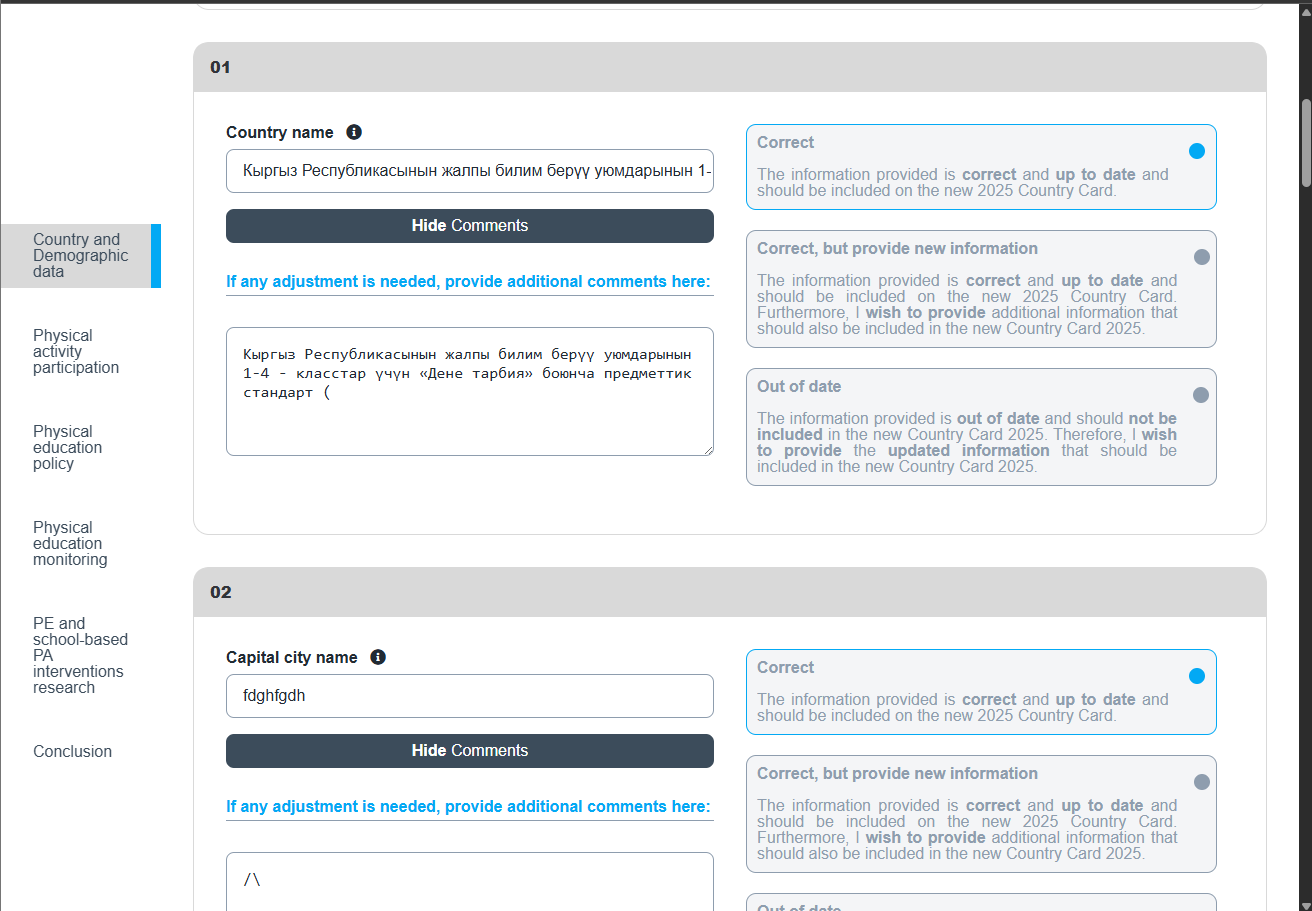 01
Country name
Кыргыз Республикасынын жалпы билим берүү уюмдарынын 1-
Hide Comments
If any adjustment is needed, provide additional comments here:
Кыргыз Республикасынын жалпы билим берүү уюмдарынын
1-4 - класстар үчүн «Дене тарбия» боюнча предметтик
стандарт (
Correct
The information provided is correct and up to date and
should be included on the new 2025 Country Card.
Correct, but provide new information
The information provided is correct and up to date and
should be included on the new 2025 Country Card.
Furthermore, I wish to provide additional information that
should also be included in the new Country Card 2025.
Out of date
The information provided is out of date and should not be
included in the new Country Card 2025. Therefore, I wish
to provide the updated information that should be
included in the new Country Card 2025.
Country and
Demographic
data
Physical
activity
participation
Physical
education
policy
Physical
education
monitoring
PE and
school-based
PA
interventions
research
Conclusion
02
Capital city name
fdghfgdh
Hide Comments
If any adjustment is needed, provide additional comments here:
/\
Correct
The information provided is correct and up to date and
should be included on the new 2025 Country Card.
Correct, but provide new information
The information provided is correct and up to date and
should be included on the new 2025 Country Card.
Furthermore, I wish to provide additional information that
should also be included in the new Country Card 2025.
Out of date